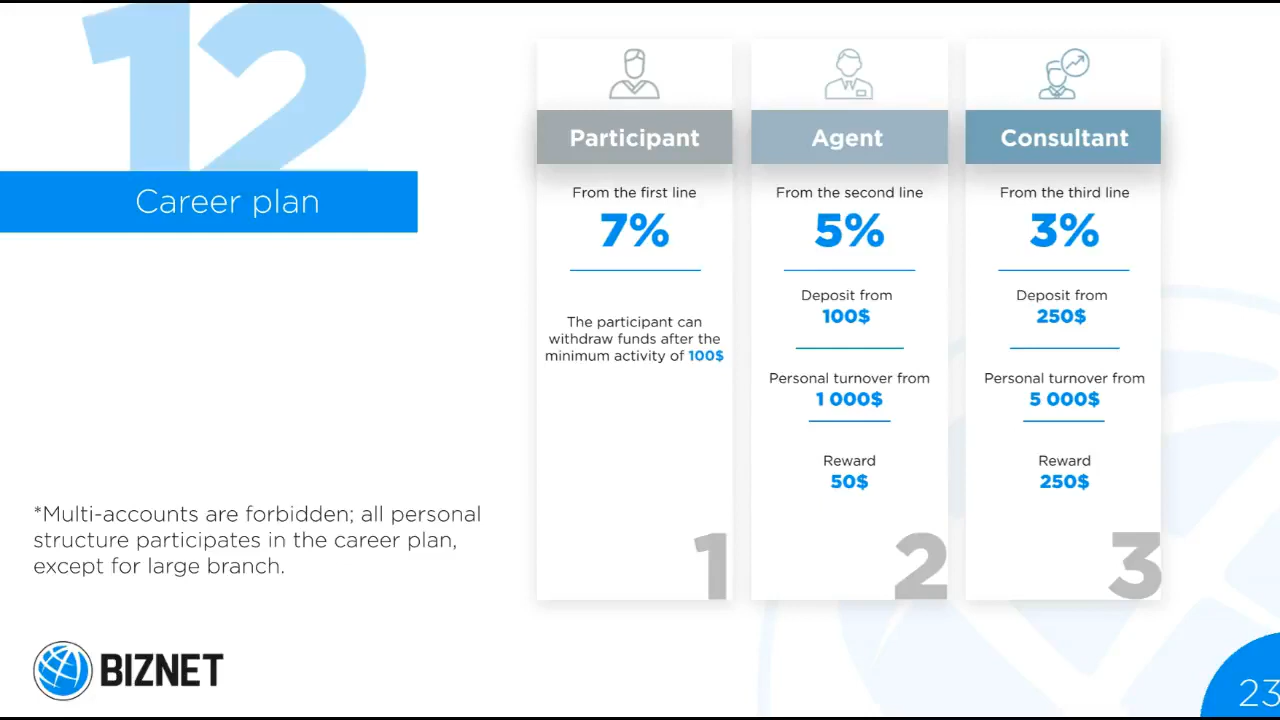 12
Career plan
*Multi-accounts are forbidden; all personal
structure participates in the career plan,
except for large branch.
BIZNET
Participant
From the first line
7%
The participant can
withdraw funds after the
minimum activity of 100$
1
Agent
From the second line
5%
Deposit from
100$
Personal turnover from
1 000$
Reward
50$
2
Consultant
From the third line
3%
Deposit from
250$
Personal turnover from
5 000$
Reward
250$
3
23